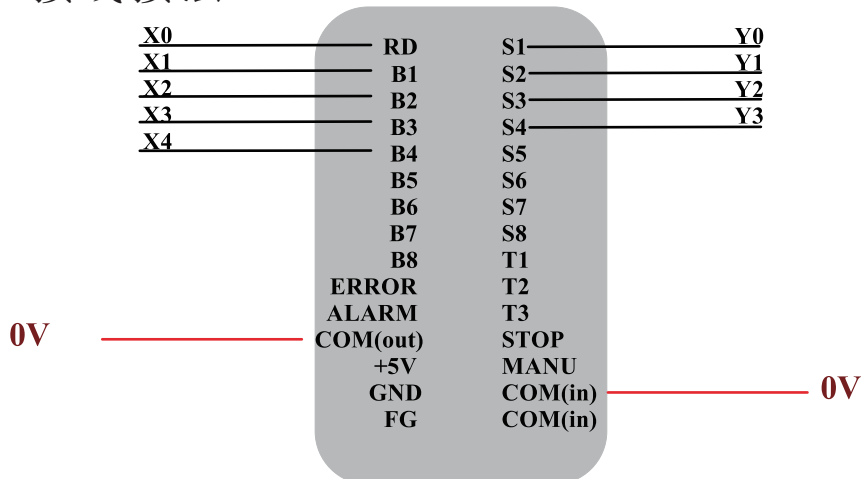 X0 RD S1 Y0
X1 B1 S2 Y1
X2 B2 S3 Y2
X3 B3 S4 Y3
X4 B4 S5
B5 S6
B6 S7
B7 S8
B8 T1
ERROR T2
ALARM T3
0V COM(out) STOP
+5V MANU
GND COM(in) 0V
FG COM(in)